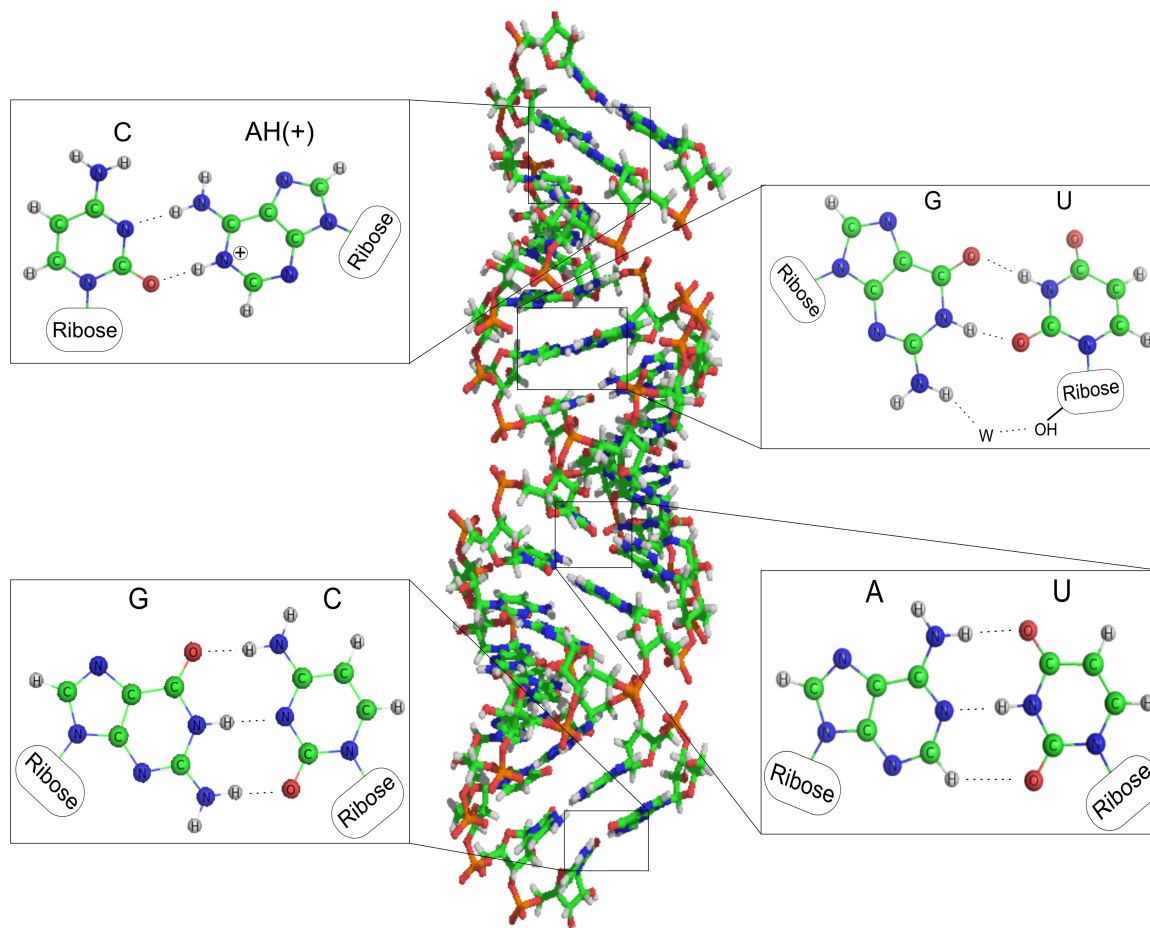 C AH(+)
H N H H
H N C
H C H N C N
C N C C Ribose
C C H N + N
H N O C
Ribose H
G U
H N O O
C C H N C H
Ribose N C N H C
N C N H O C N H
H N H Ribose
W OH
G C
H N H
N O H C H
H C C C C
N C N H N C H
Ribose C O N
N N H Ribose
H
A U
H N H O H
N C C
H C C N H N C
N C C H O N H
Ribose N Ribose